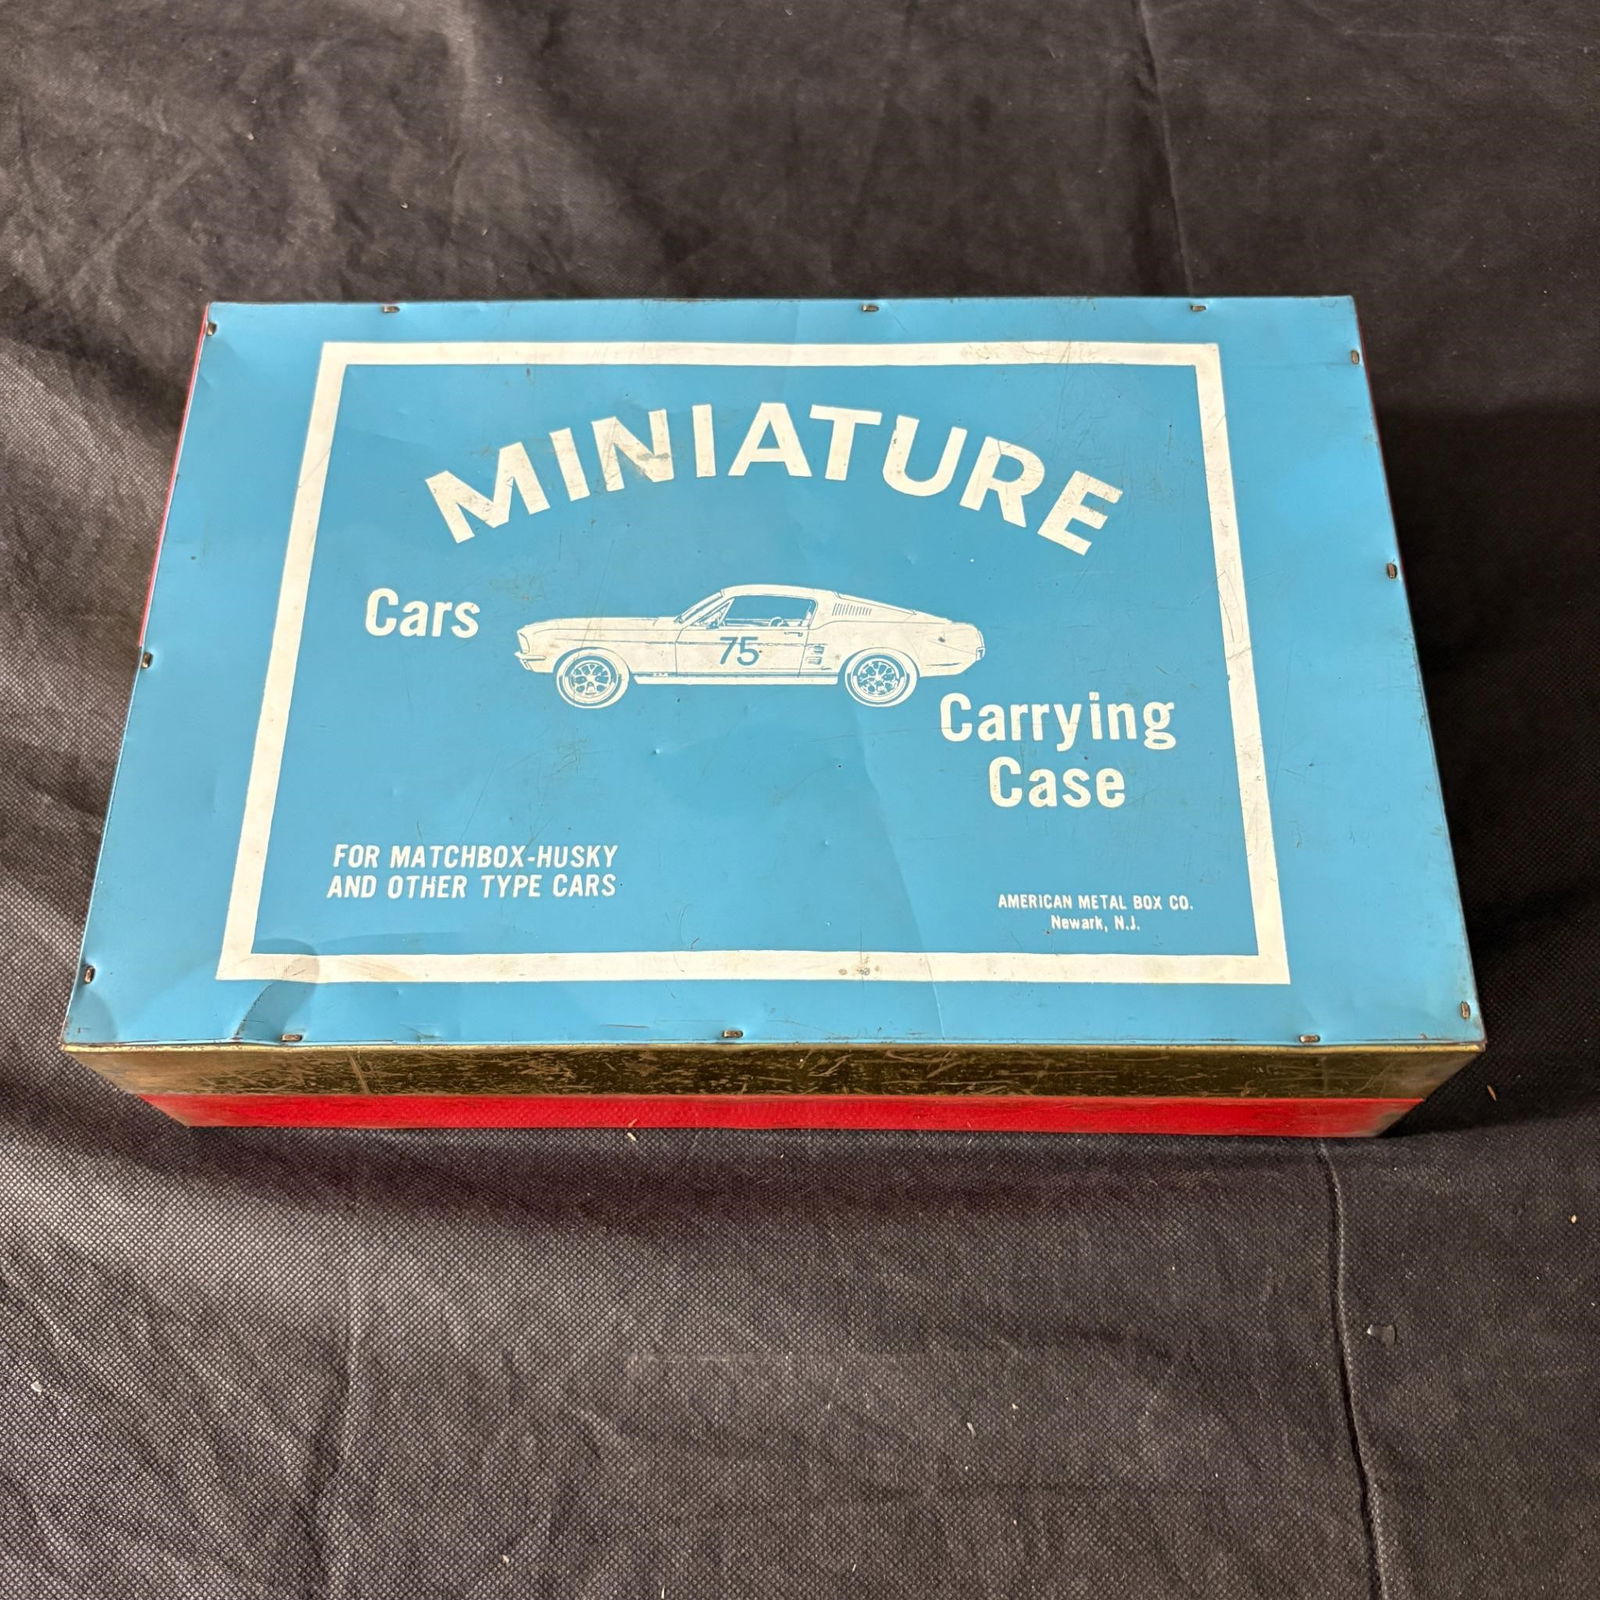 MINIATURE
Cars
75
Carrying
Case
FOR MATCHBOX-HUSKY
AND OTHER TYPE CARS
AMERICAN METAL BOX CO.
Newark, N.J.